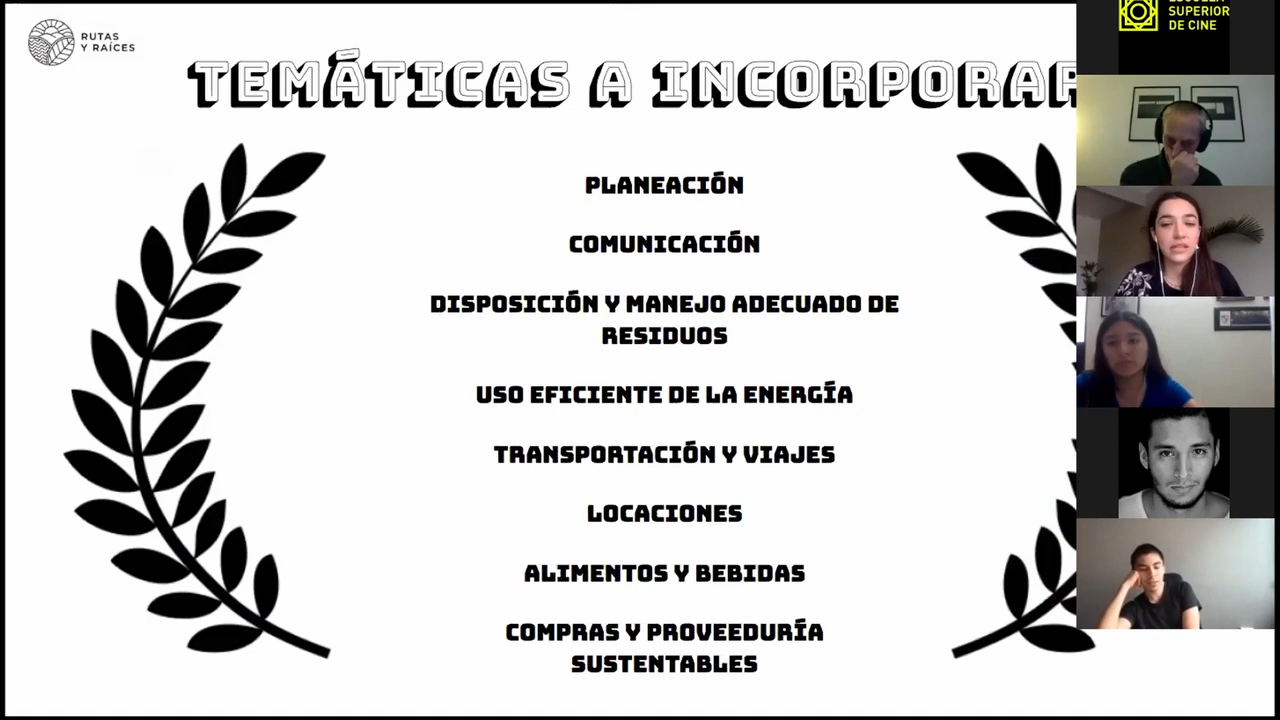 RUTAS
Y RAÍCES
TEMÁTICAS A INCORPORAR
PLANEACIÓN
COMUNICACIÓN
DISPOSICIÓN Y MANEJO ADECUADO DE
RESIDUOS
USO EFICIENTE DE LA ENERGÍA
TRANSPORTACIÓN Y VIAJES
LOCACIONES
ALIMENTOS Y BEBIDAS
COMPRAS Y PROVEEDURÍA
SUSTENTABLES
SUPERIOR
DE CINE